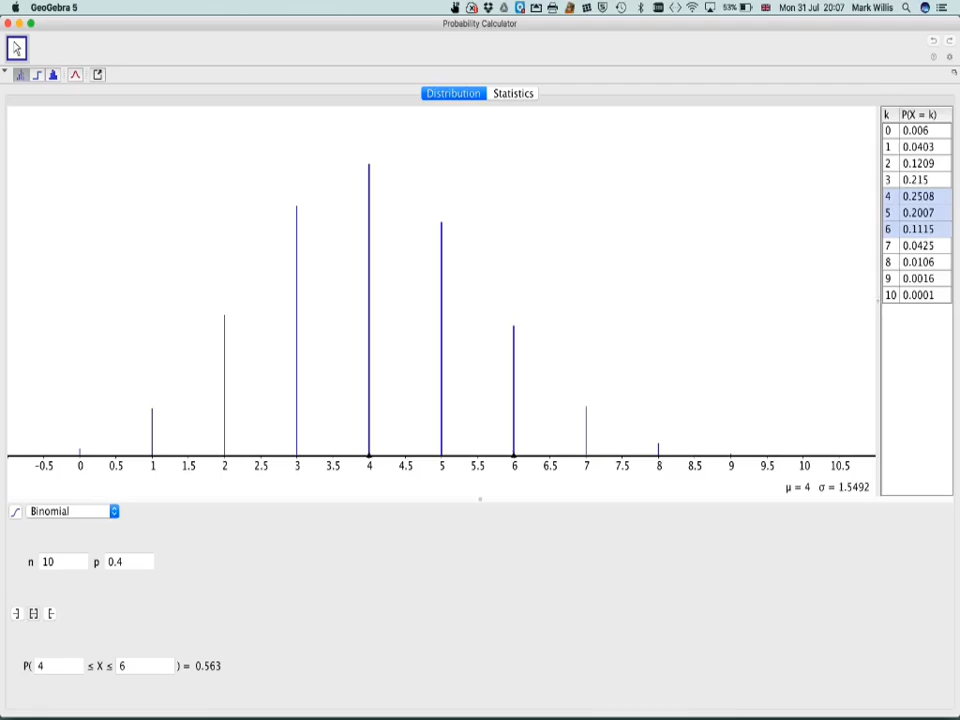 GeoGebra 5 53% Mon 31 Jul 20:07 Mark Willis
Probability Calculator
Distribution Statistics
k P(X = k)
0 0.006
1 0.0403
2 0.1209
3 0.215
4 0.2508
5 0.2007
6 0.1115
7 0.0425
8 0.0106
9 0.0016
10 0.0001
-0.5 0 0.5 1 1.5 2 2.5 3 3.5 4 4.5 5 5.5 6 6.5 7 7.5 8 8.5 9 9.5 10 10.5
μ = 4 σ = 1.5492
Binomial
n 10 p 0.4
P( 4 ≤ X ≤ 6 ) = 0.563